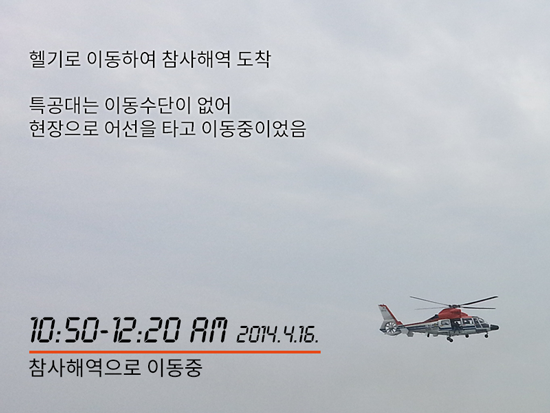 헬기로 이동하여 참사해역 도착
특공대는 이동수단이 없어
현장으로 어선을 타고 이동중이었음
10:50-12:20 AM 2014.4.16.
참사해역으로 이동중